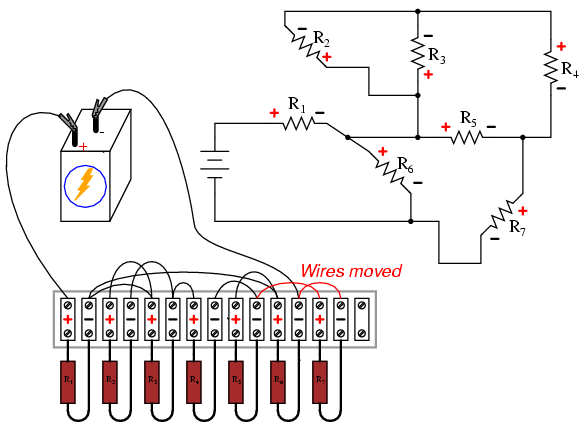 R2
R3
R4
R1
R5
R6
R7
+ -
Wires moved
+ - + - + - + - + - + - + -
R1 R2 R3 R4 R5 R6 R7